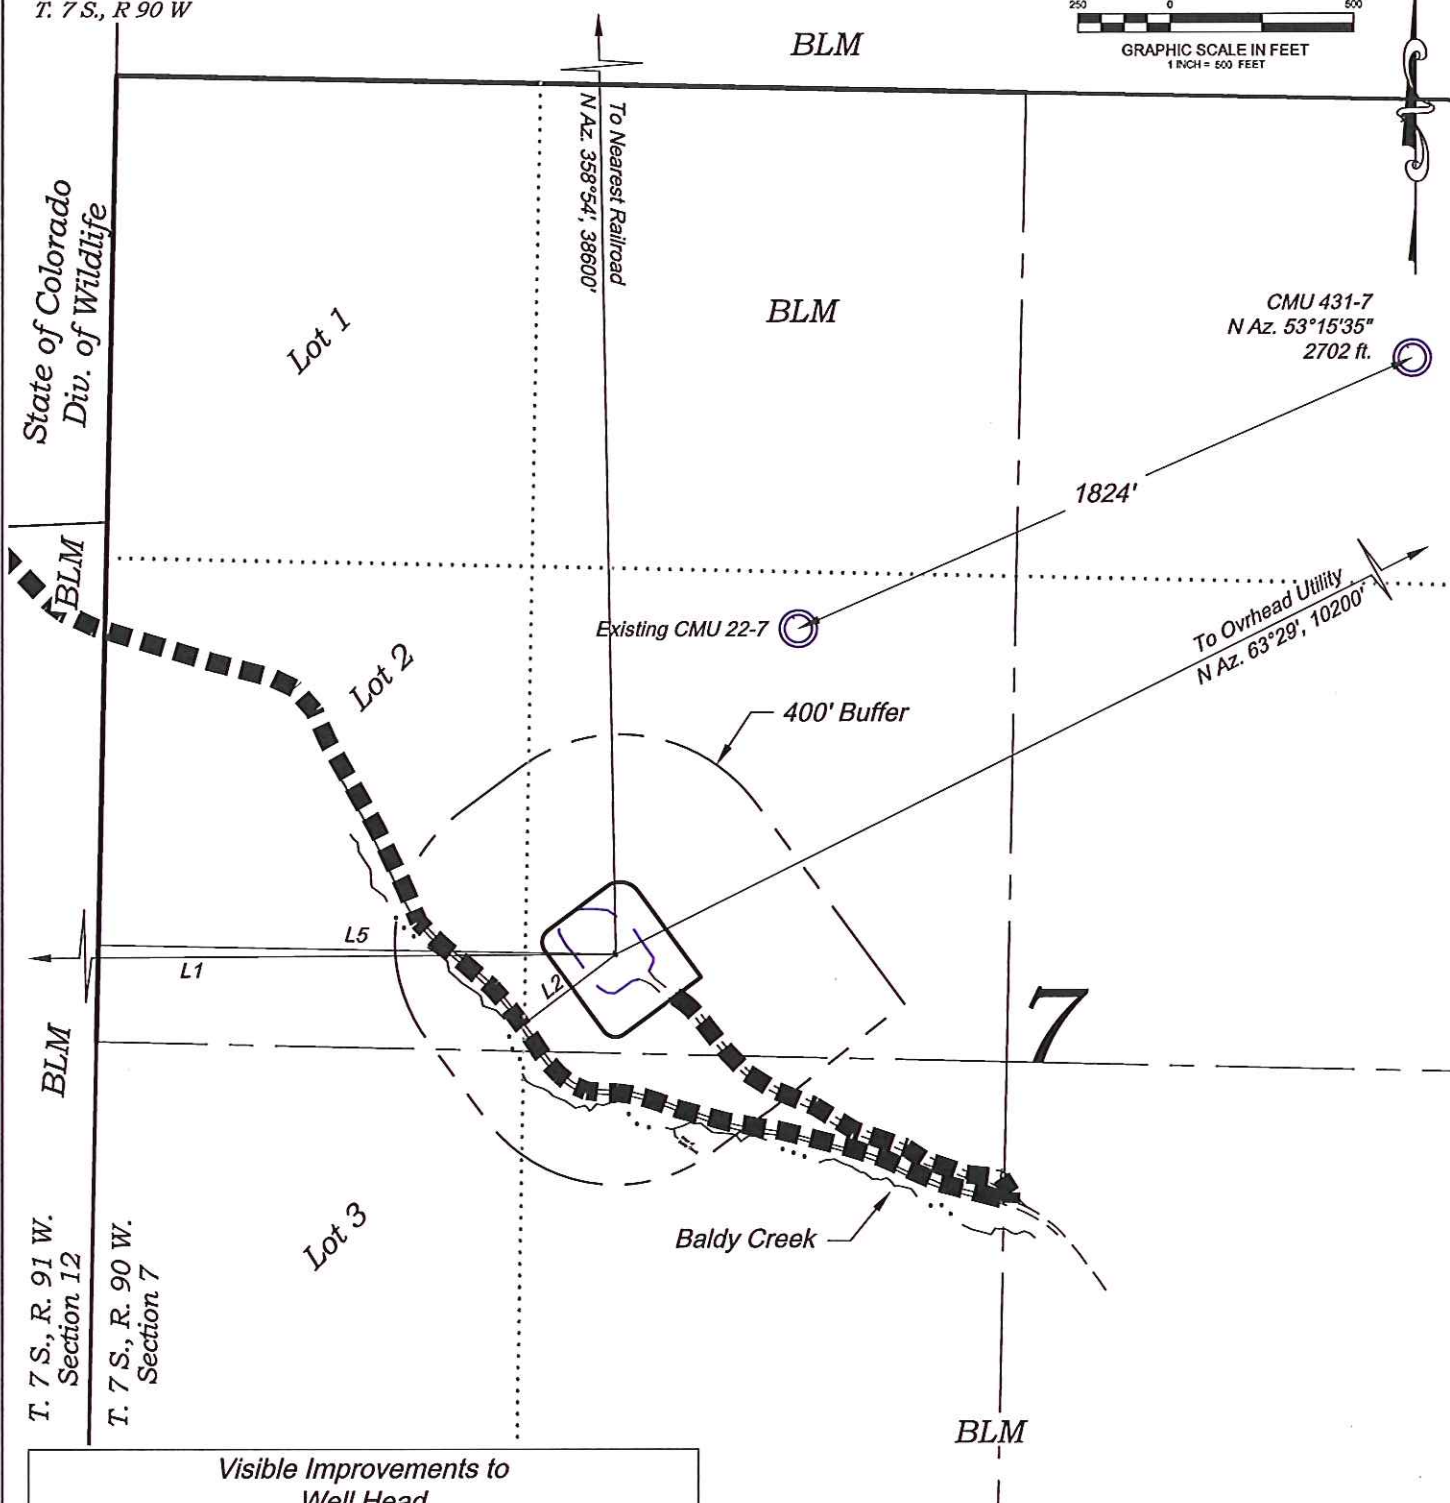 T. 7 S., R 90 W
250 0 500
GRAPHIC SCALE IN FEET
1 INCH = 500 FEET
BLM
To Nearest Railroad
N Az. 358°54', 38600'
State of Colorado
Div. of Wildlife
Lot 1
BLM
CMU 431-7
N Az. 53°15'35"
2702 ft.
1824'
BLM
Existing CMU 22-7
To Ovrhead Utility
N Az. 63°29', 10200'
Lot 2
400' Buffer
L5
L1
L2
7
BLM
Lot 3
Baldy Creek
T. 7 S., R. 91 W.
Section 12
T. 7 S., R. 90 W.
Section 7
BLM
Visible Improvements to
Well Head